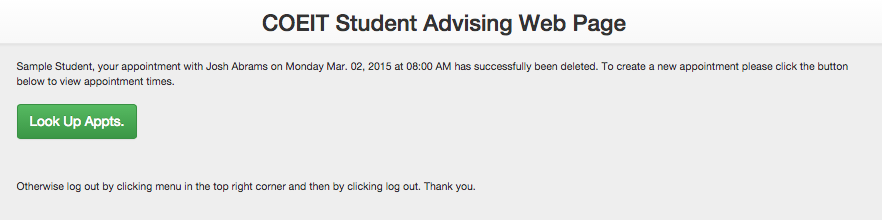 COEIT Student Advising Web Page
Sample Student, your appointment with Josh Abrams on Monday Mar. 02, 2015 at 08:00 AM has successfully been deleted. To create a new appointment please click the button
below to view appointment times.
Look Up Appts.
Otherwise log out by clicking menu in the top right corner and then by clicking log out. Thank you.